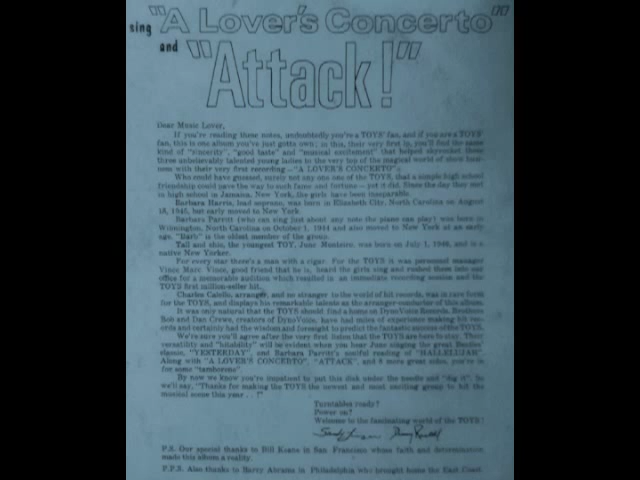 sing "A Lover's Concerto"
and "Attack!"
Dear Music Lover,
If you're reading these notes, undoubtedly you're a TOYS' fan, and if you are a TOYS'
fan, this is one album you've just gotta own; in this, their very first lp, you'll find the same
kind of "sincerity", "good taste" and "musical excitement" that helped skyrocket these
three unbelievably talented young ladies to the very top of the magical world of show business
with their very first recording - "A LOVER'S CONCERTO".
Who could have guessed, surely not any one of the TOYS, that a simple high school
friendship could pave the way to such fame and fortune - yet it did. Since the day they met
in high school in Jamaica, New York, the girls have been inseparable.
Barbara Harris, lead soprano, was born in Elizabeth City, North Carolina on August
18, 1945, but early moved to New York.
Barbara Parritt (who can sing just about any note the piano can play) was born in
Wilmington, North Carolina on October 1, 1944 and also moved to New York at an early
age. "Barb" is the oldest member of the group.
Tall and slim, the youngest TOY, June Monteiro, was born on July 1, 1946, and is a
native New Yorker.
For every star there's a man with a cigar. For the TOYS it was personal manager
Vince Marc. Vince, good friend that he is, heard the girls sing and rushed them into our
office for a memorable audition which resulted in an immediate recording session and the
TOYS first million-seller hit.
Charles Calello, arranger, and no stranger to the world of hit records, was in rare form
for the TOYS, and displays his remarkable talents as the arranger-conductor of this album.
It was only natural that the TOYS should find a home on DynoVoice Records. Brothers
Bob and Dan Crewe, creators of DynoVoice, have had miles of experience making hit records
and certainly had the wisdom and foresight to predict the fantastic success of the TOYS.
We're sure you'll agree after the very first listen that the TOYS are here to stay. Their
versatility and "hitability" will be evident when you hear June singing the great Beatles'
classic, "YESTERDAY", and Barbara Parritt's soulful reading of "HALLELUJAH".
Along with "A LOVER'S CONCERTO", "ATTACK", and 8 more great sides, you're in
for some "tamborene".
By now we know you're impatient to put this disk under the needle and "dig it". So
we'll say, "Thanks for making the TOYS the newest and most exciting group to hit the
musical scene this year . . !"
Turntables ready?
Power on?
Welcome to the fascinating world of the TOYS!
P.S. Our special thanks to Bill Keane in San Francisco whose faith and determination
made this album a reality.
P.P.S. Also thanks to Barry Abrams in Philadelphia who brought home the East Coast.